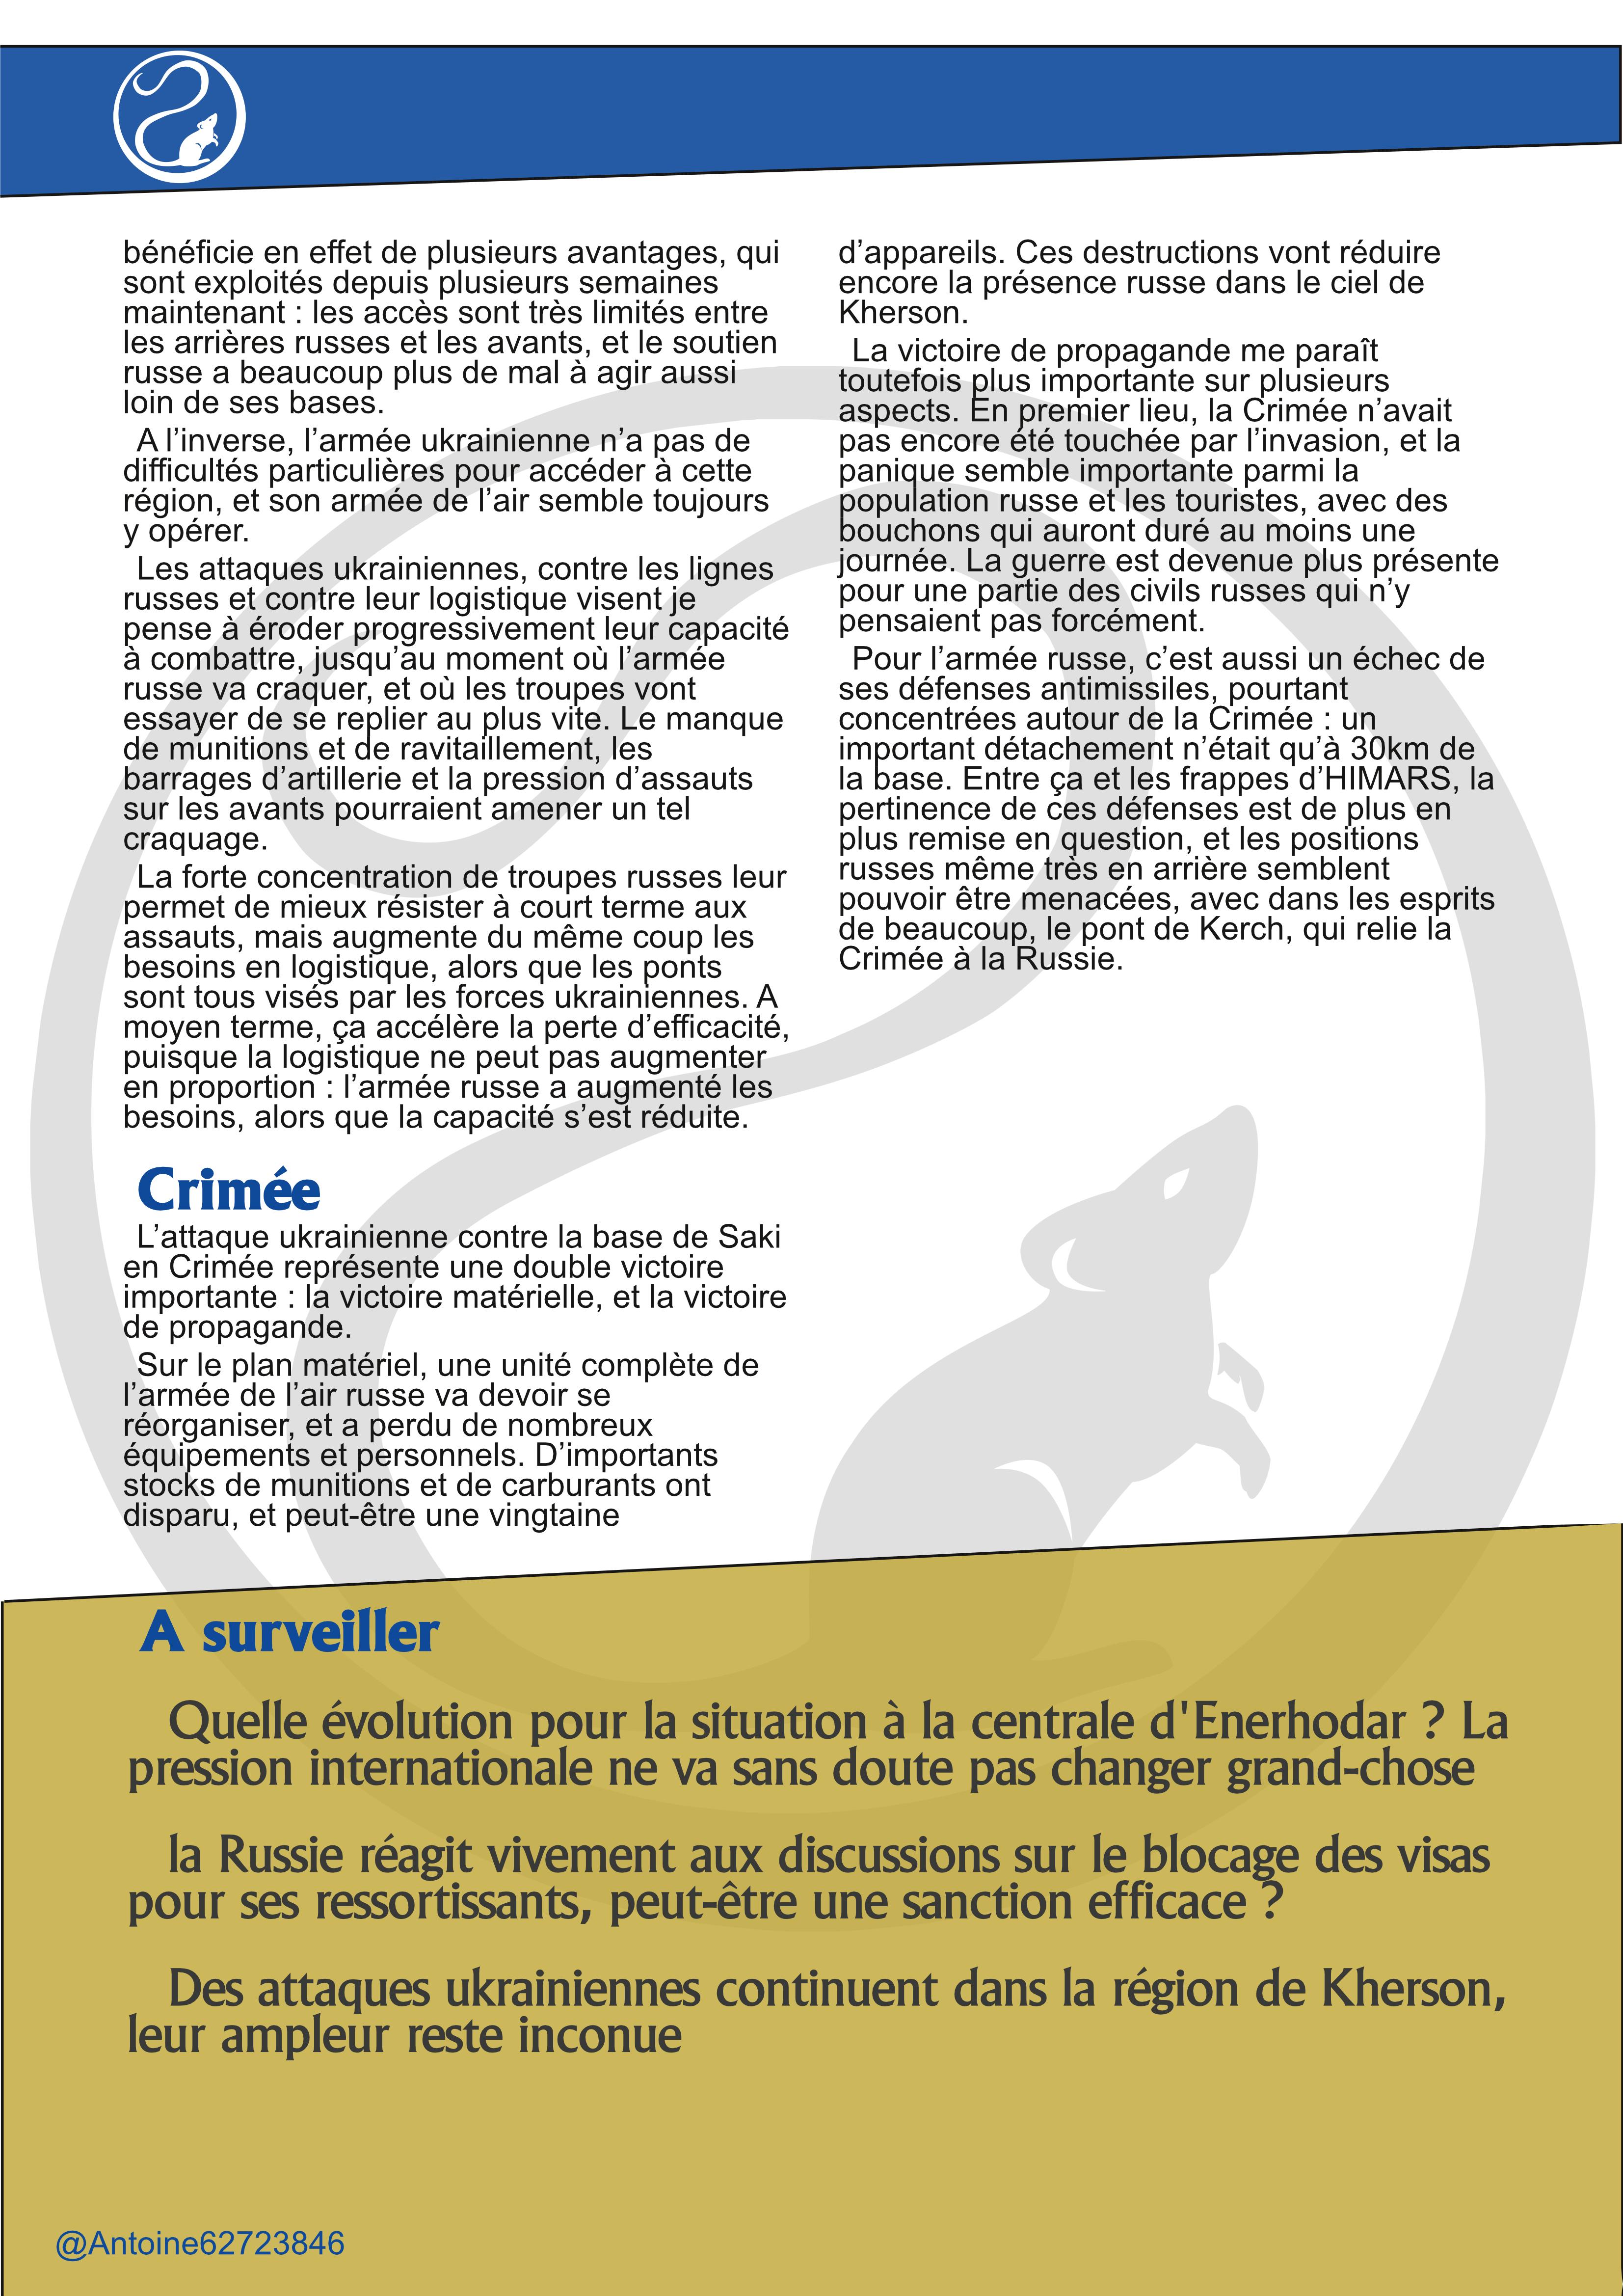 bénéficie en effet de plusieurs avantages, qui
sont exploités depuis plusieurs semaines
maintenant : les accès sont très limités entre
les arrières russes et les avants, et le soutien
russe a beaucoup plus de mal à agir aussi
loin de ses bases.
A l’inverse, l’armée ukrainienne n’a pas de
difficultés particulières pour accéder à cette
région, et son armée de l’air semble toujours
y opérer.
Les attaques ukrainiennes, contre les lignes
russes et contre leur logistique visent je
pense à éroder progressivement leur capacité
à combattre, jusqu’au moment où l’armée
russe va craquer, et où les troupes vont
essayer de se replier au plus vite. Le manque
de munitions et de ravitaillement, les
barrages d’artillerie et la pression d’assauts
sur les avants pourraient amener un tel
craquage.
La forte concentration de troupes russes leur
permet de mieux résister à court terme aux
assauts, mais augmente du même coup les
besoins en logistique, alors que les ponts
sont tous visés par les forces ukrainiennes. A
moyen terme, ça accélère la perte d’efficacité,
puisque la logistique ne peut pas augmenter
en proportion : l’armée russe a augmenté les
besoins, alors que la capacité s’est réduite.
Crimée
L’attaque ukrainienne contre la base de Saki
en Crimée représente une double victoire
importante : la victoire matérielle, et la victoire
de propagande.
Sur le plan matériel, une unité complète de
l’armée de l’air russe va devoir se
réorganiser, et a perdu de nombreux
équipements et personnels. D’importants
stocks de munitions et de carburants ont
disparu, et peut-être une vingtaine
d’appareils. Ces destructions vont réduire
encore la présence russe dans le ciel de
Kherson.
La victoire de propagande me paraît
toutefois plus importante sur plusieurs
aspects. En premier lieu, la Crimée n’avait
pas encore été touchée par l’invasion, et la
panique semble importante parmi la
population russe et les touristes, avec des
bouchons qui auront duré au moins une
journée. La guerre est devenue plus présente
pour une partie des civils russes qui n’y
pensaient pas forcément.
Pour l’armée russe, c’est aussi un échec de
ses défenses antimissiles, pourtant
concentrées autour de la Crimée : un
important détachement n’était qu’à 30km de
la base. Entre ça et les frappes d’HIMARS, la
pertinence de ces défenses est de plus en
plus remise en question, et les positions
russes même très en arrière semblent
pouvoir être menacées, avec dans les esprits
de beaucoup, le pont de Kerch, qui relie la
Crimée à la Russie.
A surveiller
Quelle évolution pour la situation à la centrale d'Enerhodar ? La
pression internationale ne va sans doute pas changer grand-chose
la Russie réagit vivement aux discussions sur le blocage des visas
pour ses ressortissants, peut-être une sanction efficace ?
Des attaques ukrainiennes continuent dans la région de Kherson,
leur ampleur reste inconue
@Antoine62723846